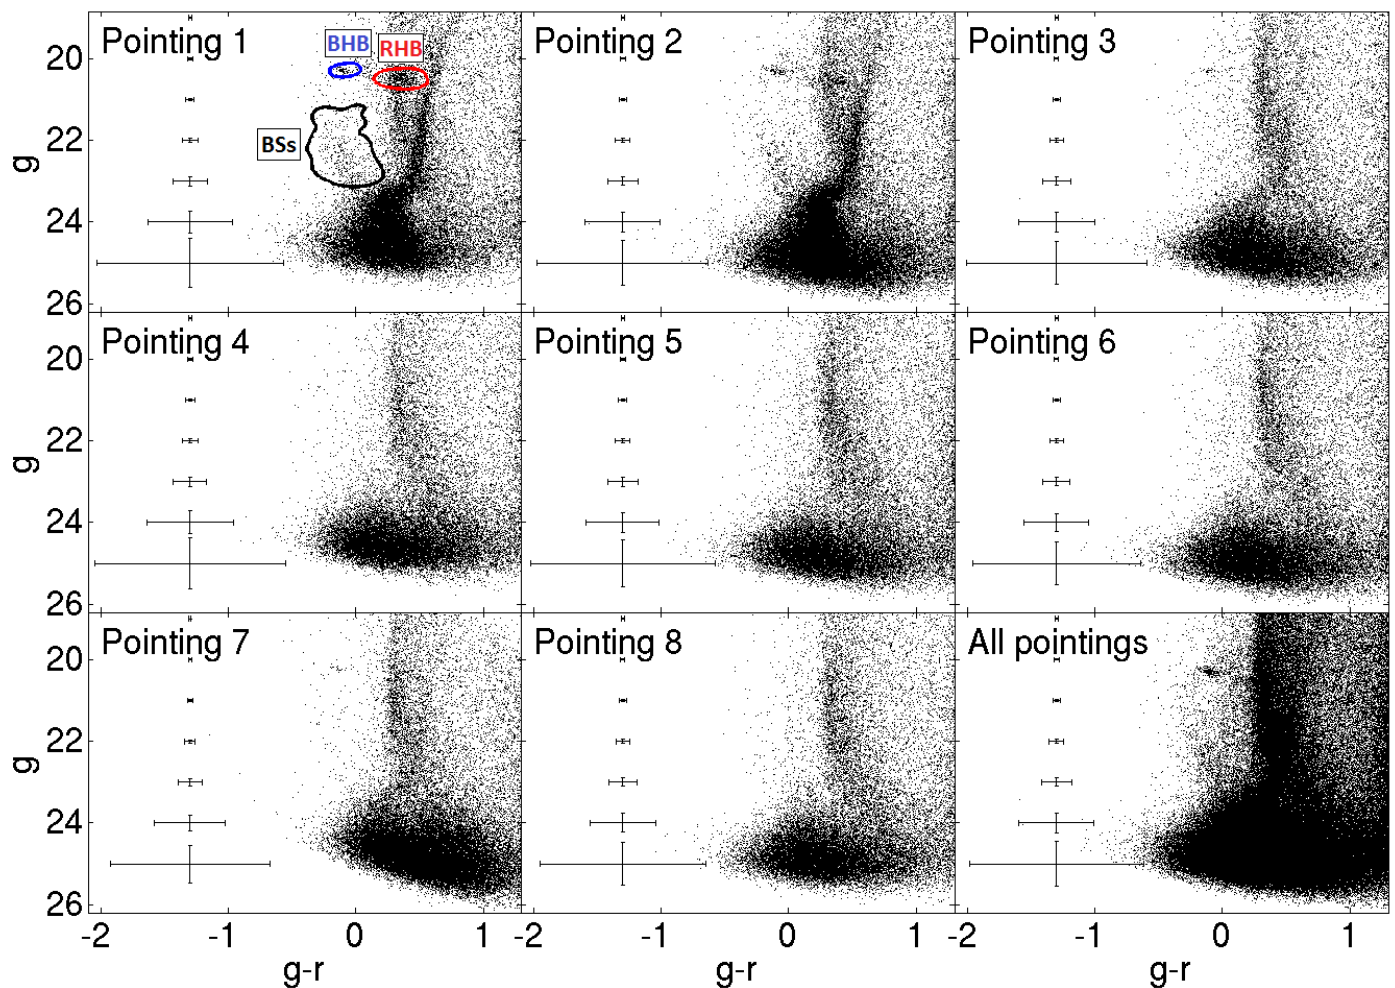 Pointing 1
BHB
RHB
BSs
Pointing 2
Pointing 3
20
22
24
26
g
Pointing 4
Pointing 5
Pointing 6
20
22
24
26
g
Pointing 7
Pointing 8
All pointings
20
22
24
26
g
-2 -1 0 1 -2 -1 0 1 -2 -1 0 1
g-r g-r g-r